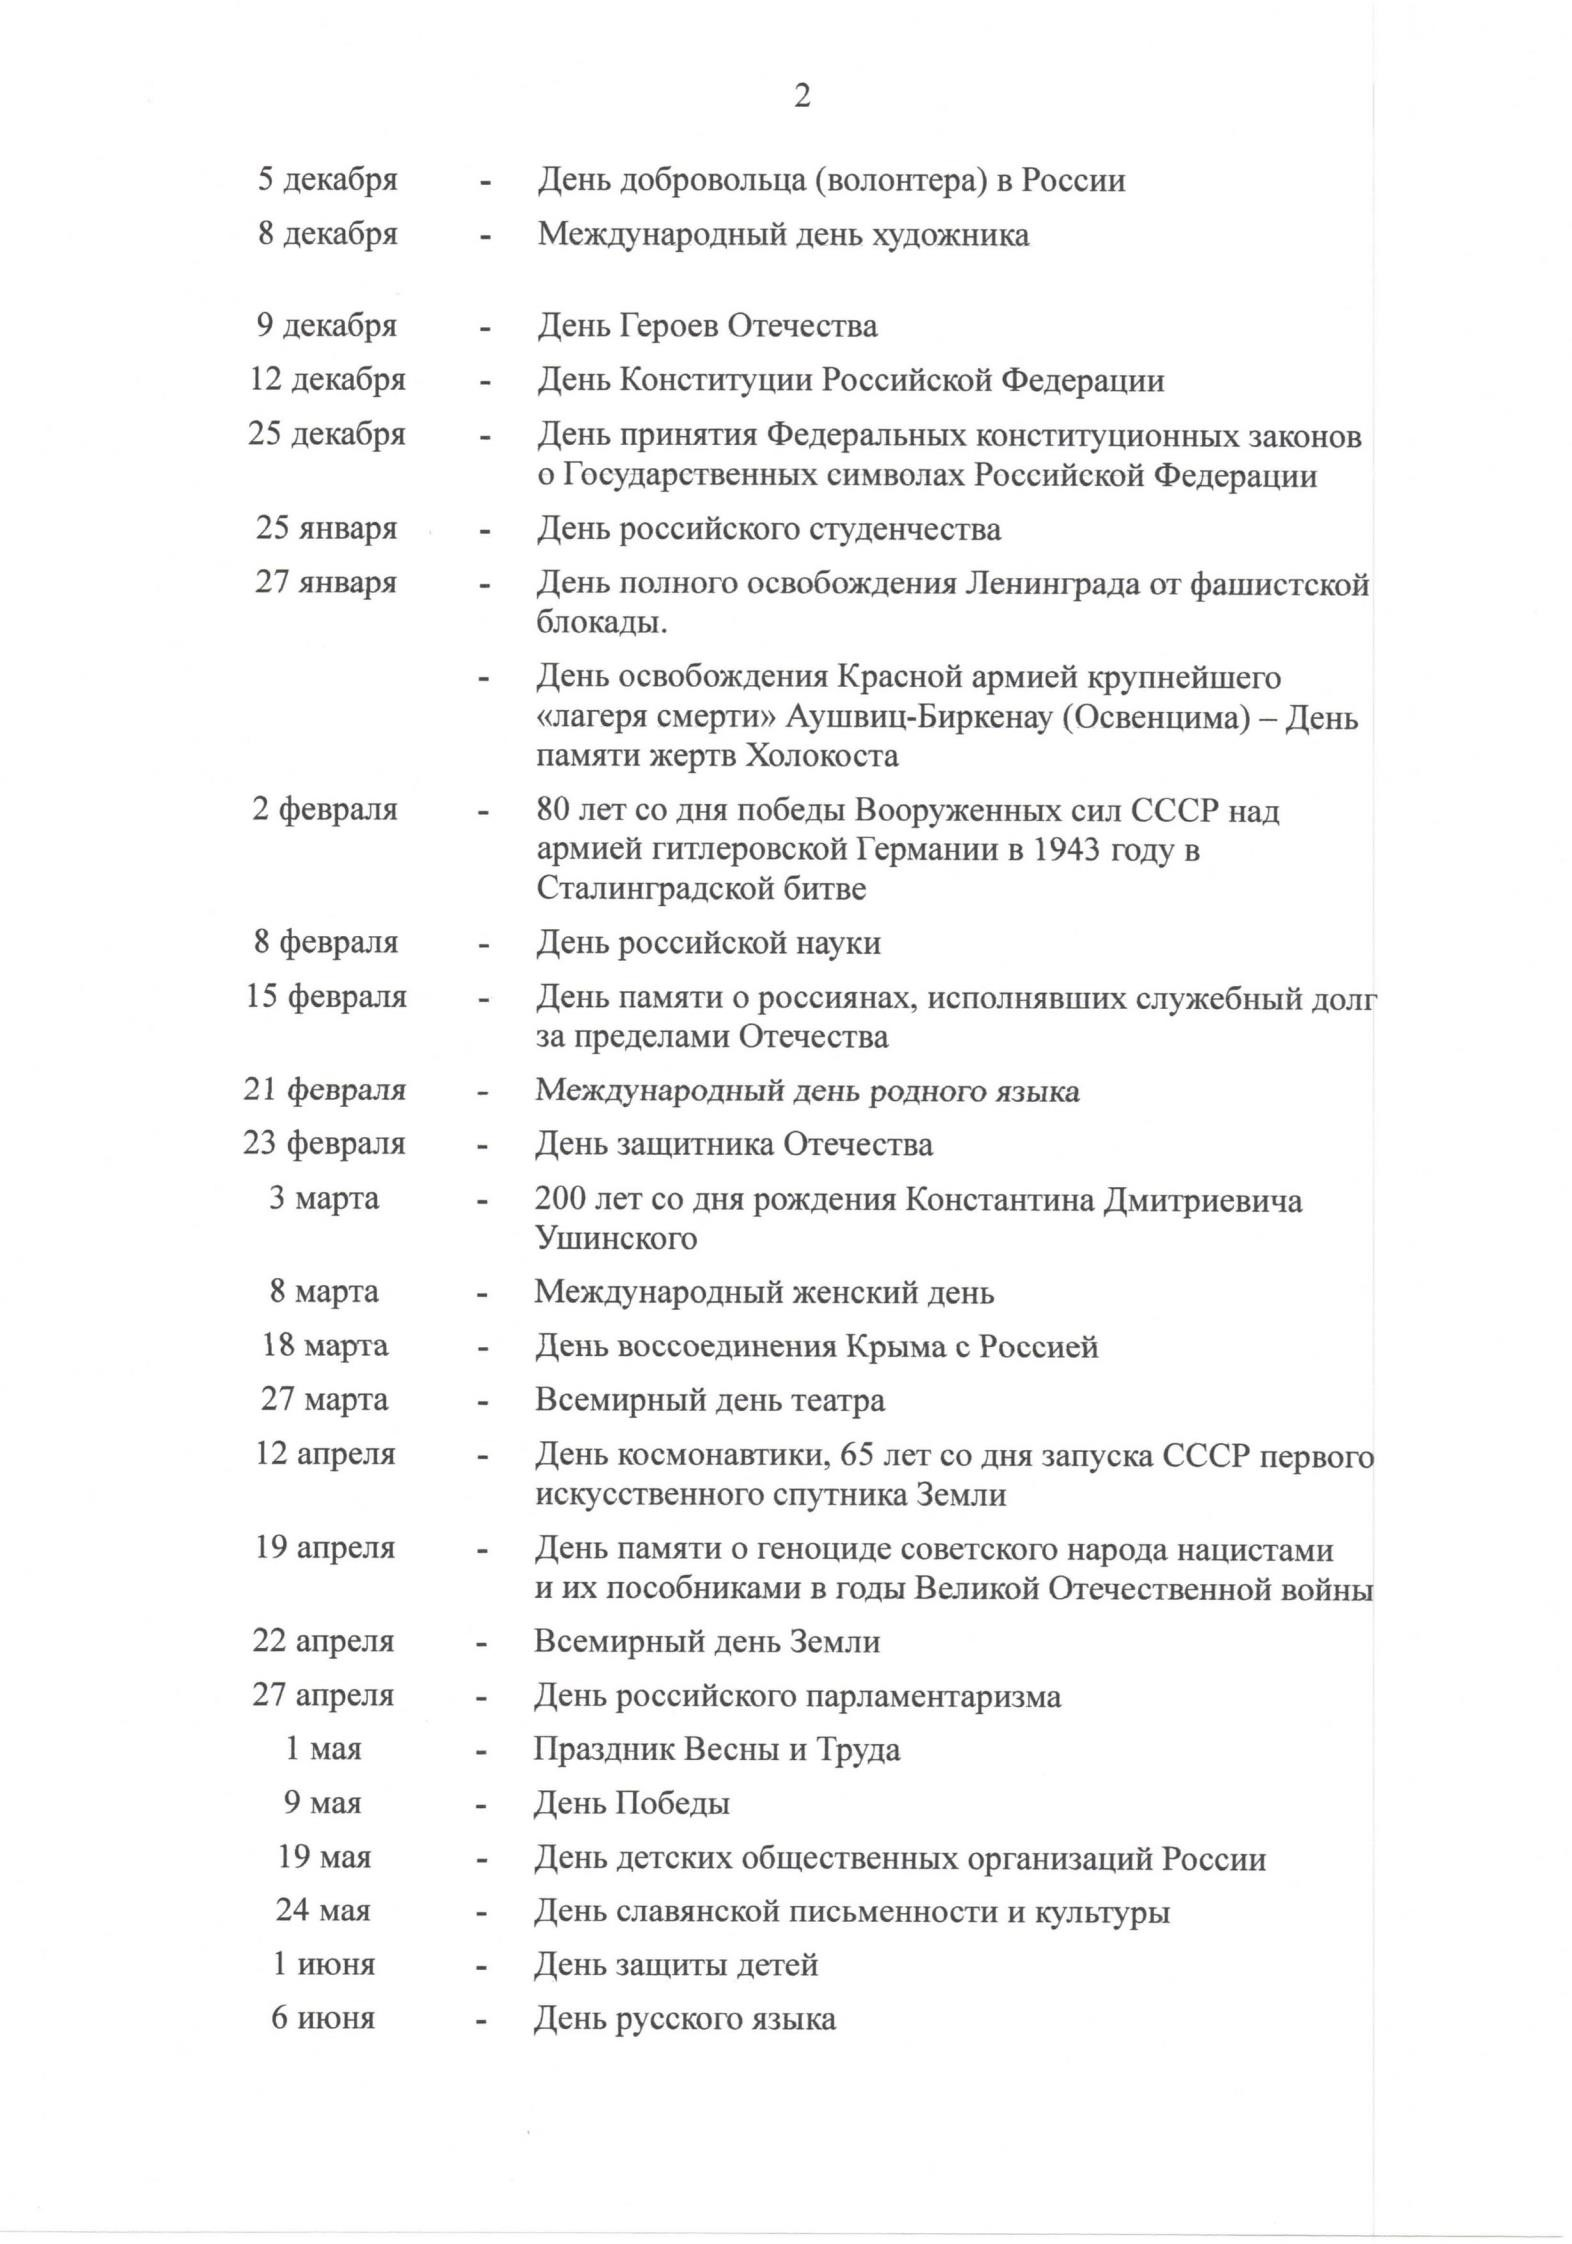 2
5 декабря - День добровольца (волонтера) в России
8 декабря - Международный день художника
9 декабря - День Героев Отечества
12 декабря - День Конституции Российской Федерации
25 декабря - День принятия Федеральных конституционных законов
о Государственных символах Российской Федерации
25 января - День российского студенчества
27 января - День полного освобождения Ленинграда от фашистской
блокады.
- День освобождения Красной армией крупнейшего
«лагеря смерти» Аушвиц-Биркенау (Освенцима) – День
памяти жертв Холокоста
2 февраля - 80 лет со дня победы Вооруженных сил СССР над
армией гитлеровской Германии в 1943 году в
Сталинградской битве
8 февраля - День российской науки
15 февраля - День памяти о россиянах, исполнявших служебный долг
за пределами Отечества
21 февраля - Международный день родного языка
23 февраля - День защитника Отечества
3 марта - 200 лет со дня рождения Константина Дмитриевича
Ушинского
8 марта - Международный женский день
18 марта - День воссоединения Крыма с Россией
27 марта - Всемирный день театра
12 апреля - День космонавтики, 65 лет со дня запуска СССР первого
искусственного спутника Земли
19 апреля - День памяти о геноциде советского народа нацистами
и их пособниками в годы Великой Отечественной войны
22 апреля - Всемирный день Земли
27 апреля - День российского парламентаризма
1 мая - Праздник Весны и Труда
9 мая - День Победы
19 мая - День детских общественных организаций России
24 мая - День славянской письменности и культуры
1 июня - День защиты детей
6 июня - День русского языка